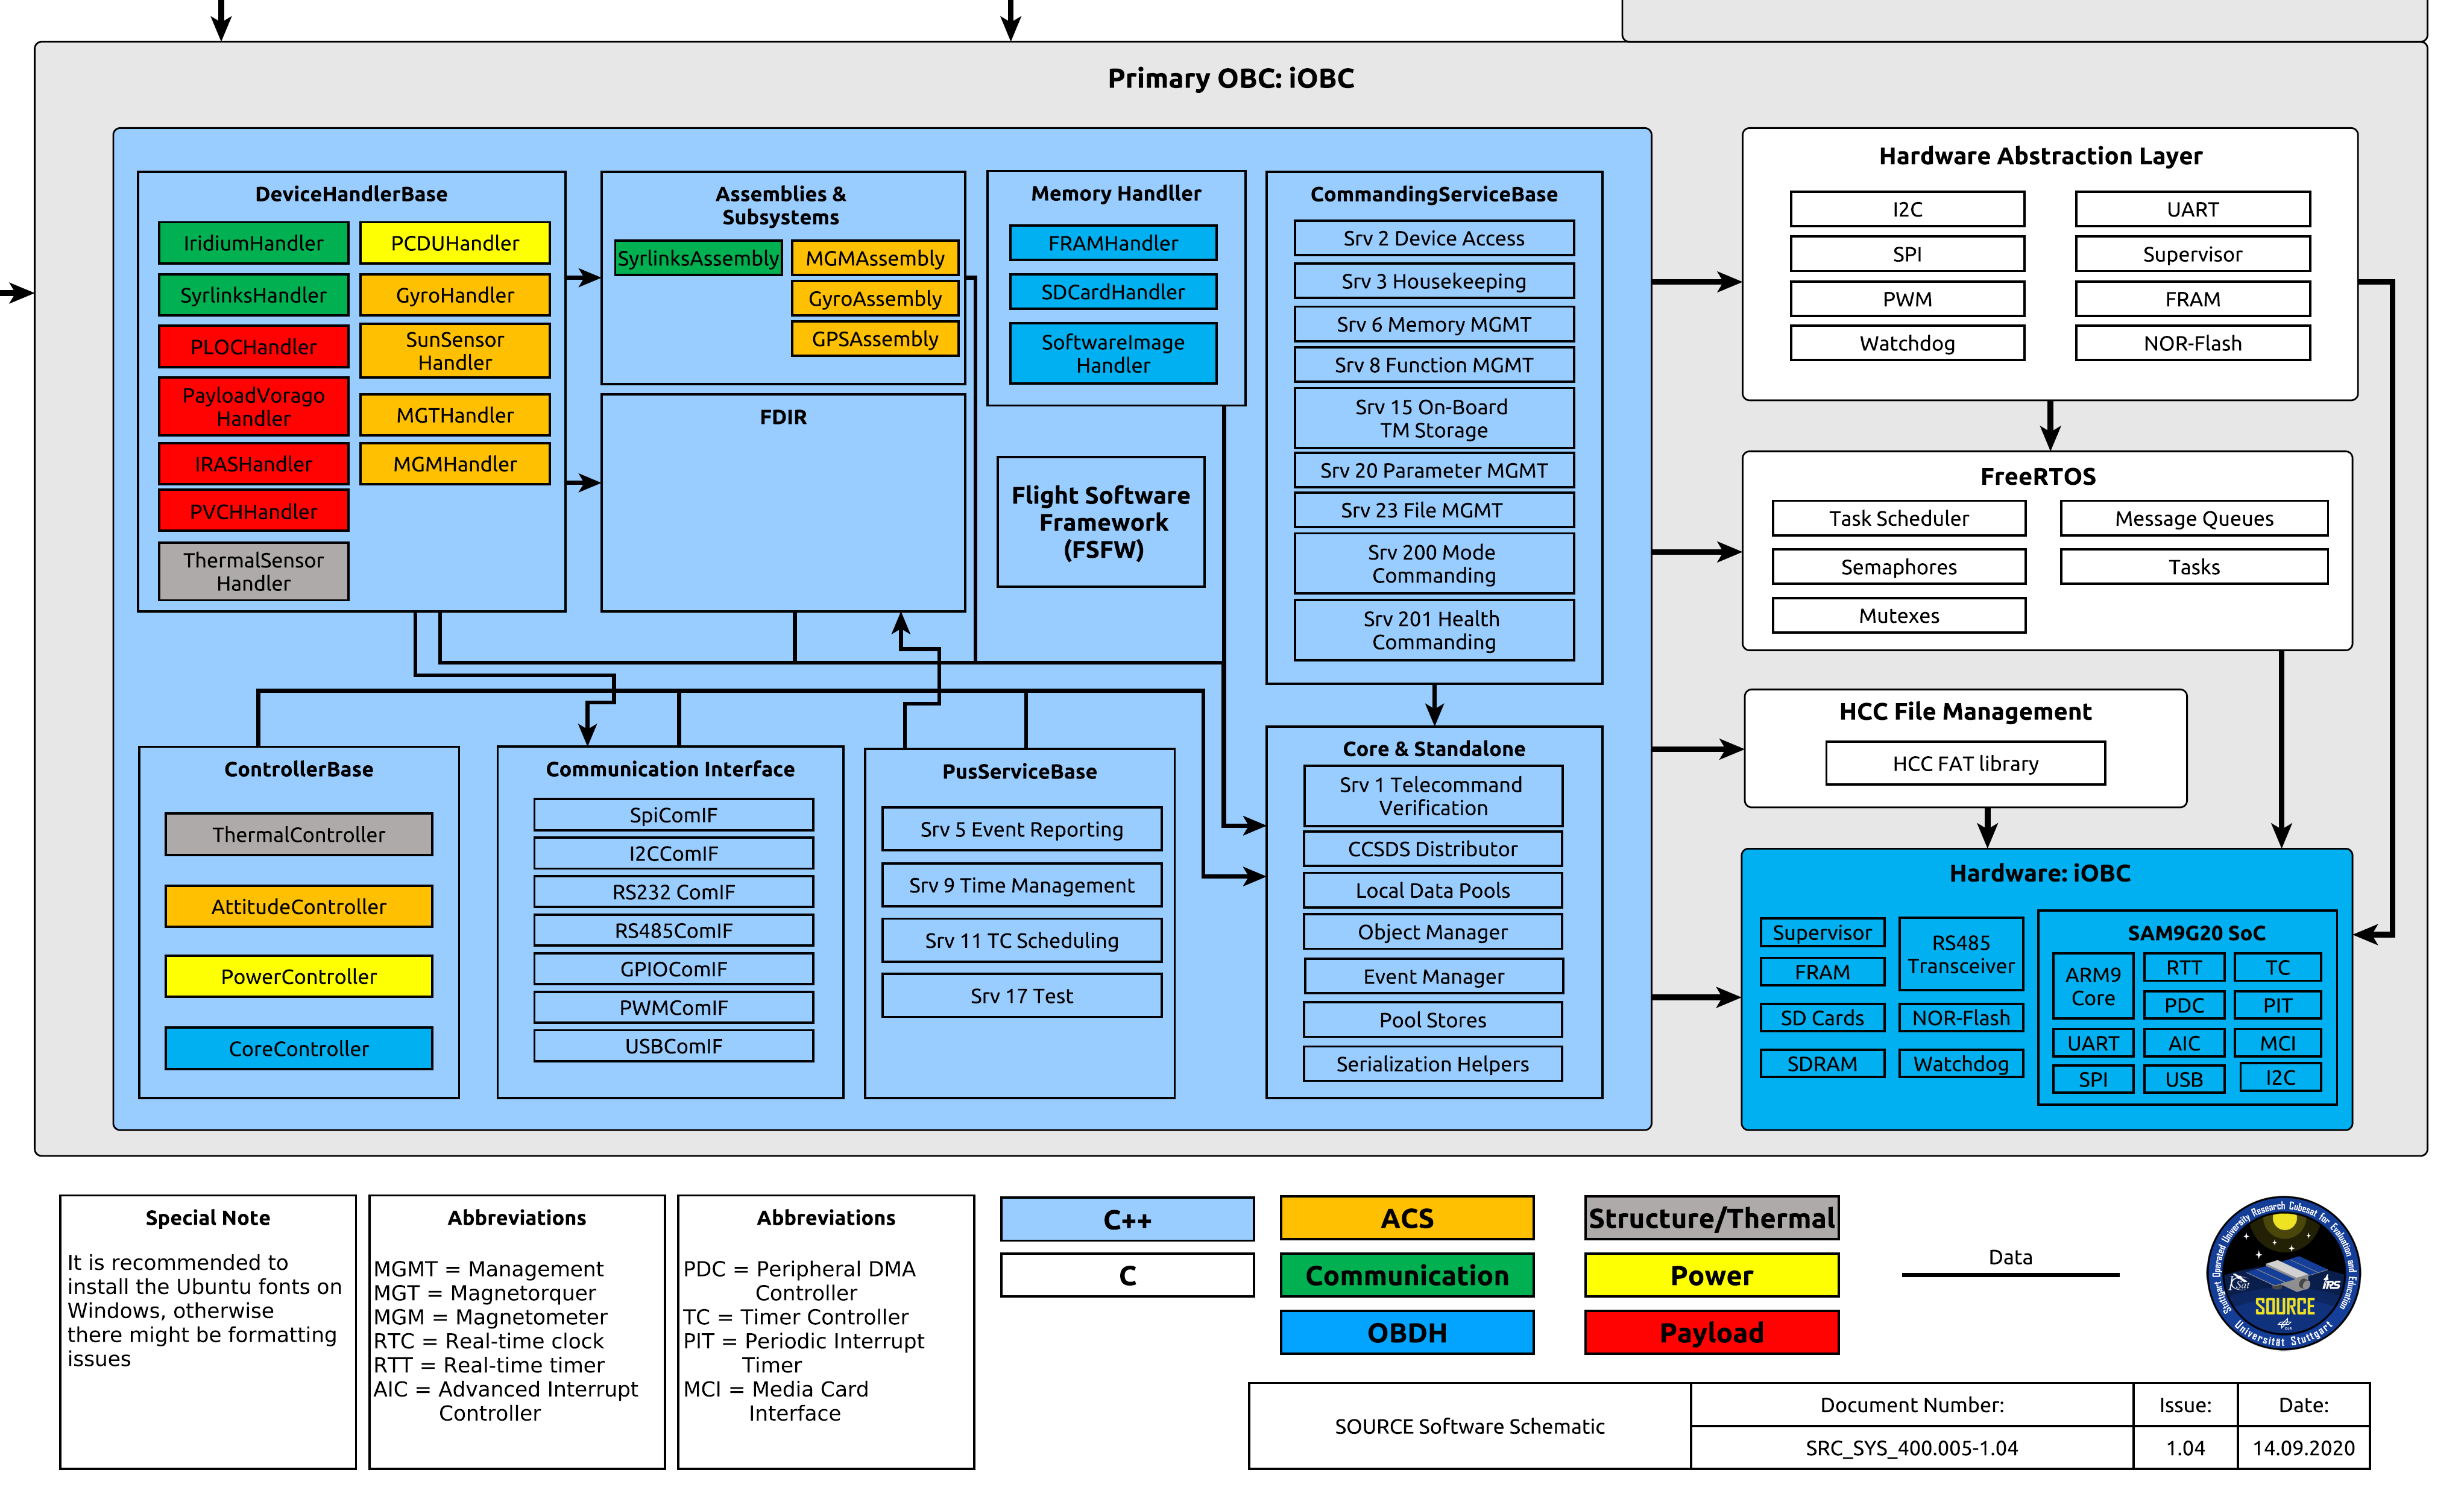 Primary OBC: iOBC
DeviceHandlerBase
IridiumHandler
PCDUHandler
SyrlinksHandler
GyroHandler
PLOCHandler
SunSensor
Handler
PayloadVorago
Handler
MGTHandler
IRASHandler
MGMHandler
PVCHHandler
ThermalSensor
Handler
Assemblies &
Subsystems
SyrlinksAssembly
MGMAssembly
GyroAssembly
GPSAssembly
FDIR
Memory Handller
FRAMHandler
SDCardHandler
SoftwareImage
Handler
Flight Software
Framework
(FSFW)
CommandingServiceBase
Srv 2 Device Access
Srv 3 Housekeeping
Srv 6 Memory MGMT
Srv 8 Function MGMT
Srv 15 On-Board
TM Storage
Srv 20 Parameter MGMT
Srv 23 File MGMT
Srv 200 Mode
Commanding
Srv 201 Health
Commanding
ControllerBase
ThermalController
AttitudeController
PowerController
CoreController
Communication Interface
SpiComIF
I2CComIF
RS232 ComIF
RS485ComIF
GPIOComIF
PWMComIF
USBComIF
PusServiceBase
Srv 5 Event Reporting
Srv 9 Time Management
Srv 11 TC Scheduling
Srv 17 Test
Core & Standalone
Srv 1 Telecommand
Verification
CCSDS Distributor
Local Data Pools
Object Manager
Event Manager
Pool Stores
Serialization Helpers
Hardware Abstraction Layer
I2C
UART
SPI
Supervisor
PWM
FRAM
Watchdog
NOR-Flash
FreeRTOS
Task Scheduler
Message Queues
Semaphores
Tasks
Mutexes
HCC File Management
HCC FAT library
Hardware: iOBC
Supervisor
RS485
Transceiver
FRAM
SD Cards
NOR-Flash
SDRAM
Watchdog
SAM9G20 SoC
ARM9
Core
RTT
TC
PDC
PIT
UART
AIC
MCI
SPI
USB
I2C
Special Note
It is recommended to
install the Ubuntu fonts on
Windows, otherwise
there might be formatting
issues
Abbreviations
MGMT = Management
MGT = Magnetorquer
MGM = Magnetometer
RTC = Real-time clock
RTT = Real-time timer
AIC = Advanced Interrupt
Controller
Abbreviations
PDC = Peripheral DMA
Controller
TC = Timer Controller
PIT = Periodic Interrupt
Timer
MCI = Media Card
Interface
C++
C
ACS
Communication
OBDH
Structure/Thermal
Power
Payload
Data
Stuttgart Operated University Research Cubesat for Evaluation and Education
KSat
IRS
SOURCE
DLR
Universität Stuttgart
SOURCE Software Schematic
Document Number:
Issue:
Date:
SRC_SYS_400.005-1.04
1.04
14.09.2020